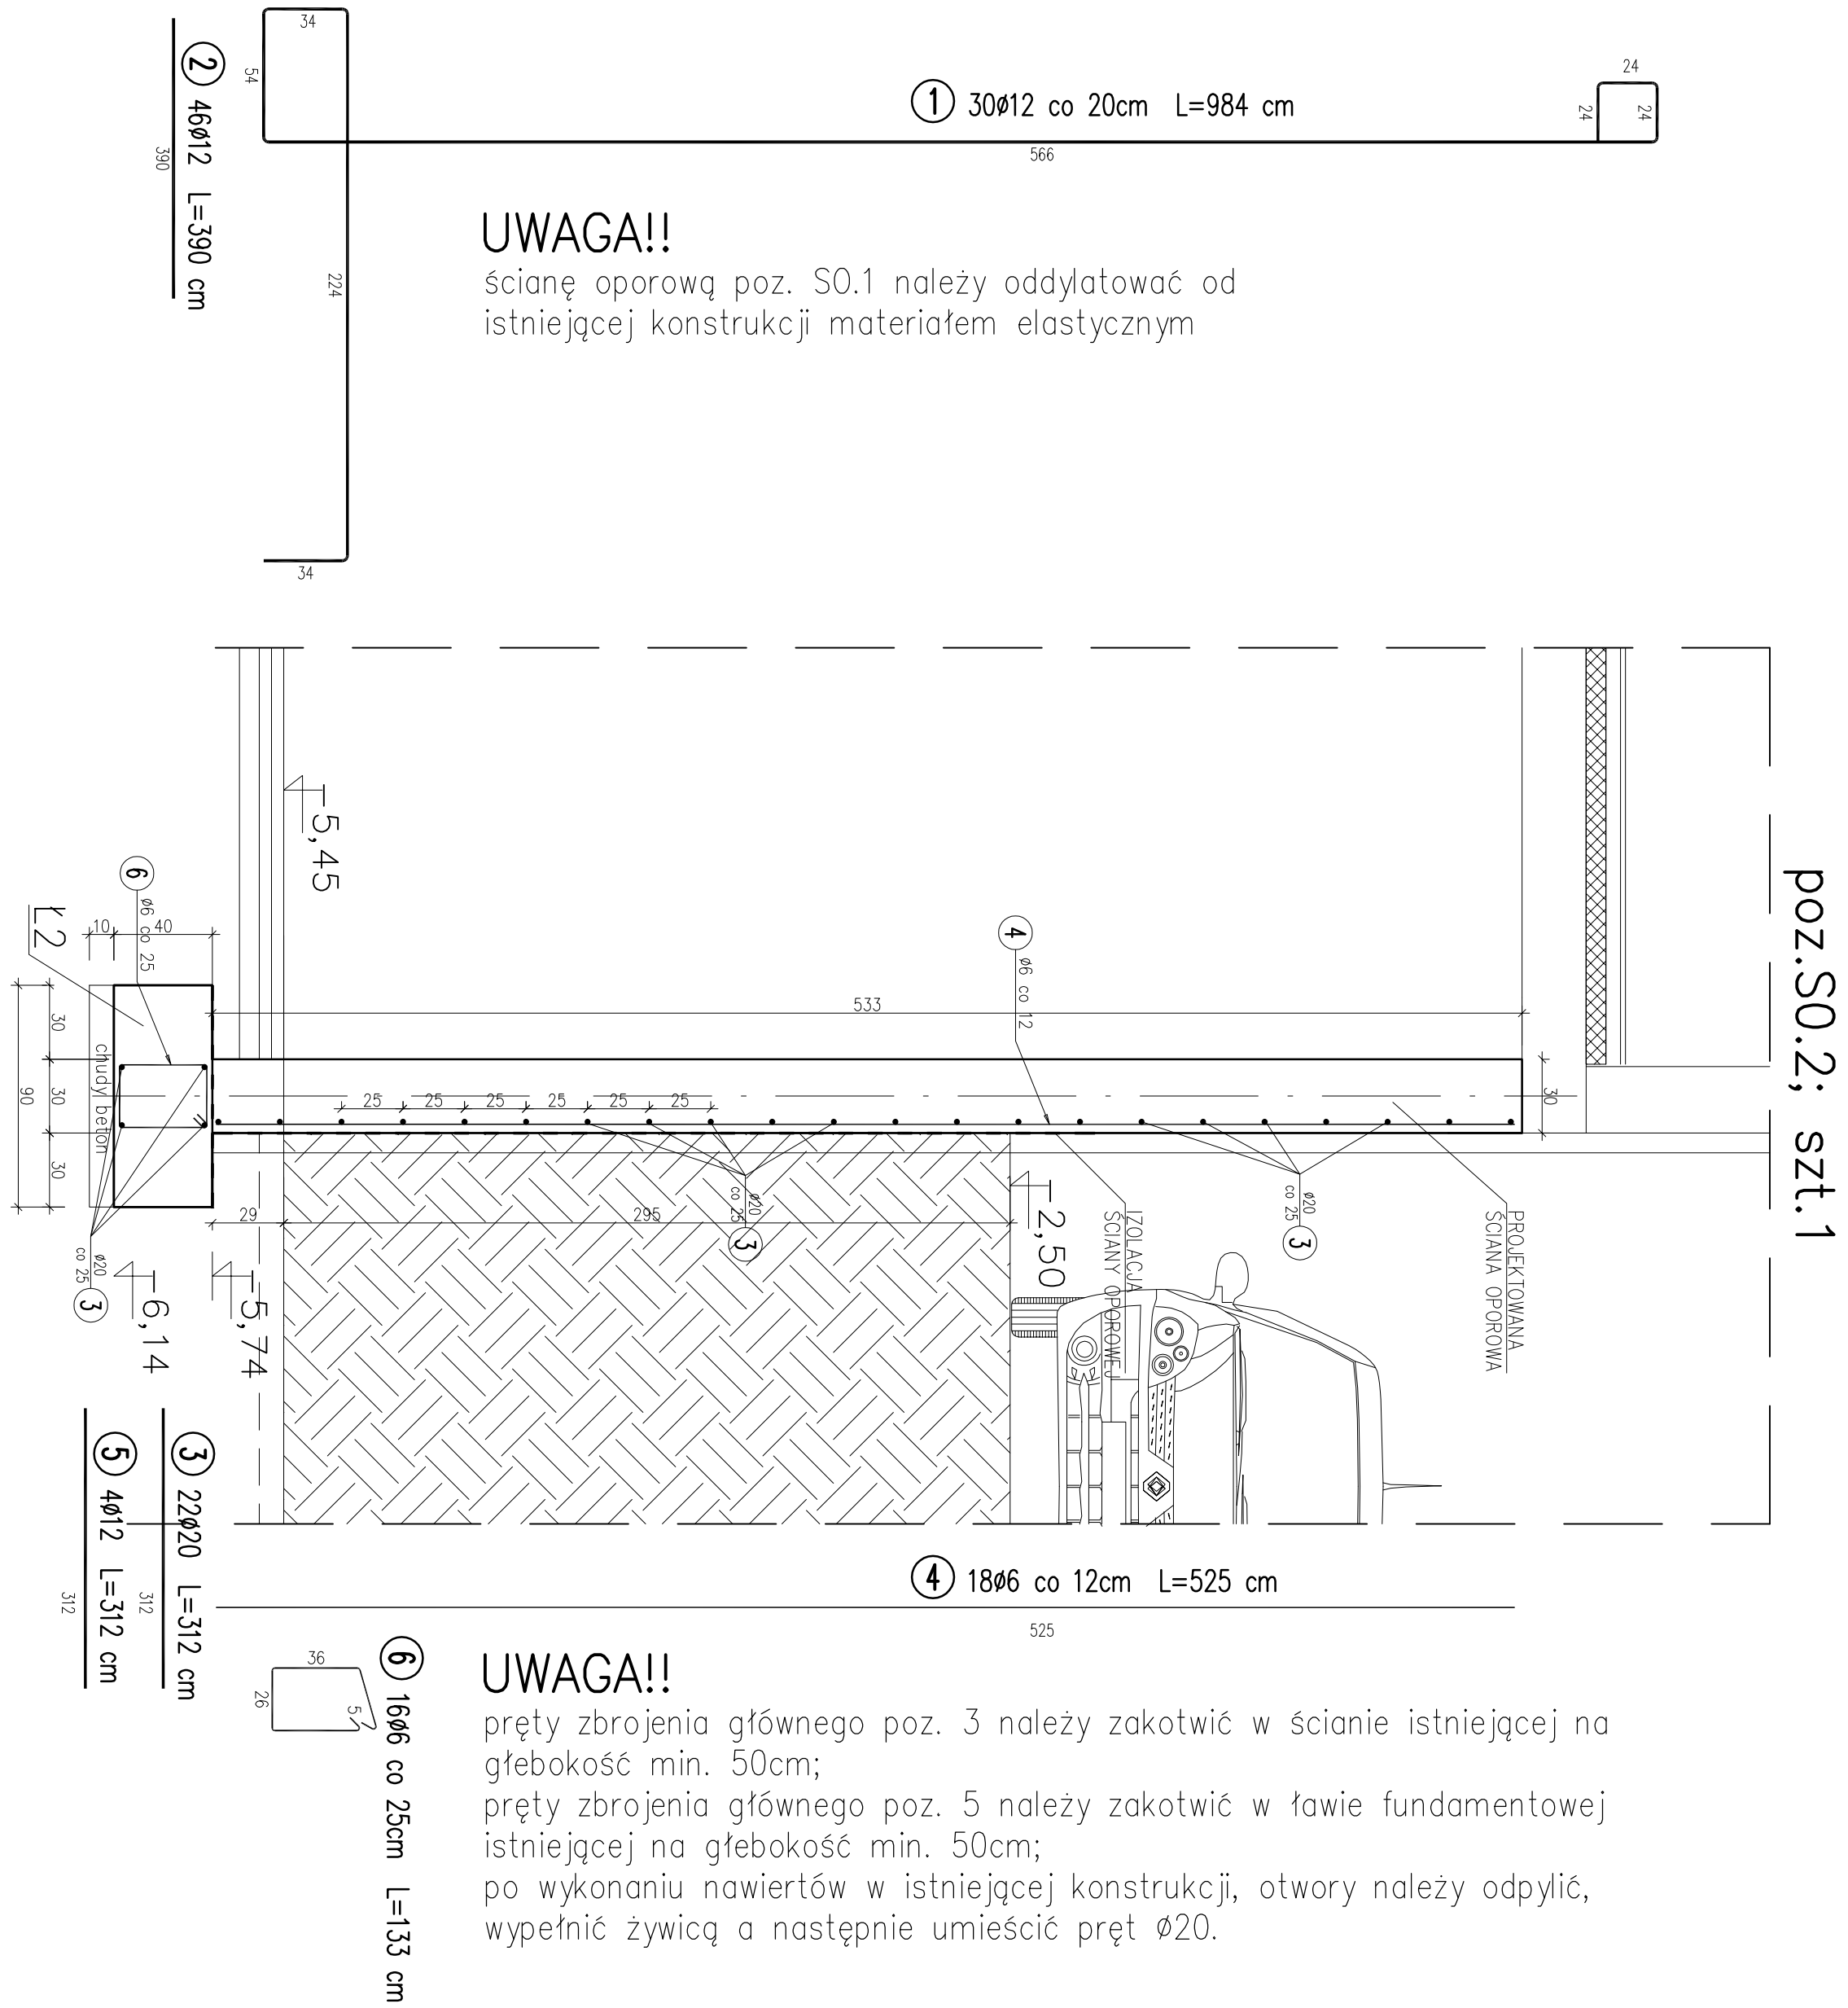 34
54
② 46ø12 L=390 cm
390
224
34
① 30ø12 co 20cm L=984 cm
566
24
24
24
UWAGA!!
ścianę oporową poz. SO.1 należy oddylatować od
istniejącej konstrukcji materiałem elastycznym
poz.SO.2; szt.1
-5,45
⑥ ø6 co 25
Ł2
10
40
④ ø6 co 12
533
30
30
30
30
90
chudy beton
25
25
25
25
25
25
30
29
295
ø20
co 25
③
ø20
co 25
③
ø20
co 25
③
-2,50
IZOLACJA
ŚCIANY OPOROWEJ
PROJEKTOWANA
ŚCIANA OPOROWA
-6,14
-5,74
③ 22ø20 L=312 cm
312
⑤ 4ø12 L=312 cm
312
④ 18ø6 co 12cm L=525 cm
525
⑥ 16ø6 co 25cm L=133 cm
36
26
5
UWAGA!!
pręty zbrojenia głównego poz. 3 należy zakotwić w ścianie istniejącej na
głebokość min. 50cm;
pręty zbrojenia głównego poz. 5 należy zakotwić w ławie fundamentowej
istniejącej na głebokość min. 50cm;
po wykonaniu nawiertów w istniejącej konstrukcji, otwory należy odpylić,
wypełnić żywicą a następnie umieścić pręt ø20.